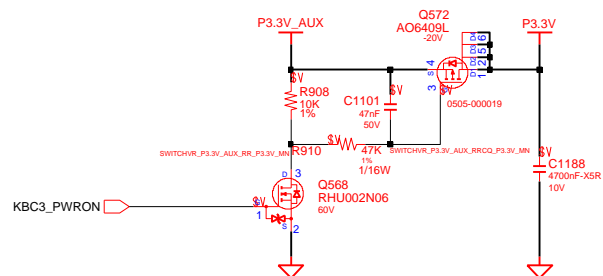 Q572
AO6409L
-20V
P3.3V_AUX
P3.3V
D4 6
D3 5
D2 2
D1 1
S 4
G 3
$V
R908
10K
1%
$V
C1101
47nF
50V
$V
0505-000019
SWITCHVR_P3.3V_AUX_RR_P3.3V_MN
R910
$V
47K
1%
1/16W
SWITCHVR_P3.3V_AUX_RRCQ_P3.3V_MN
$V
C1188
4700nF-X5R
10V
D 3
Q568
RHU002N06
60V
KBC3_PWRON
$V
G
1
S 2